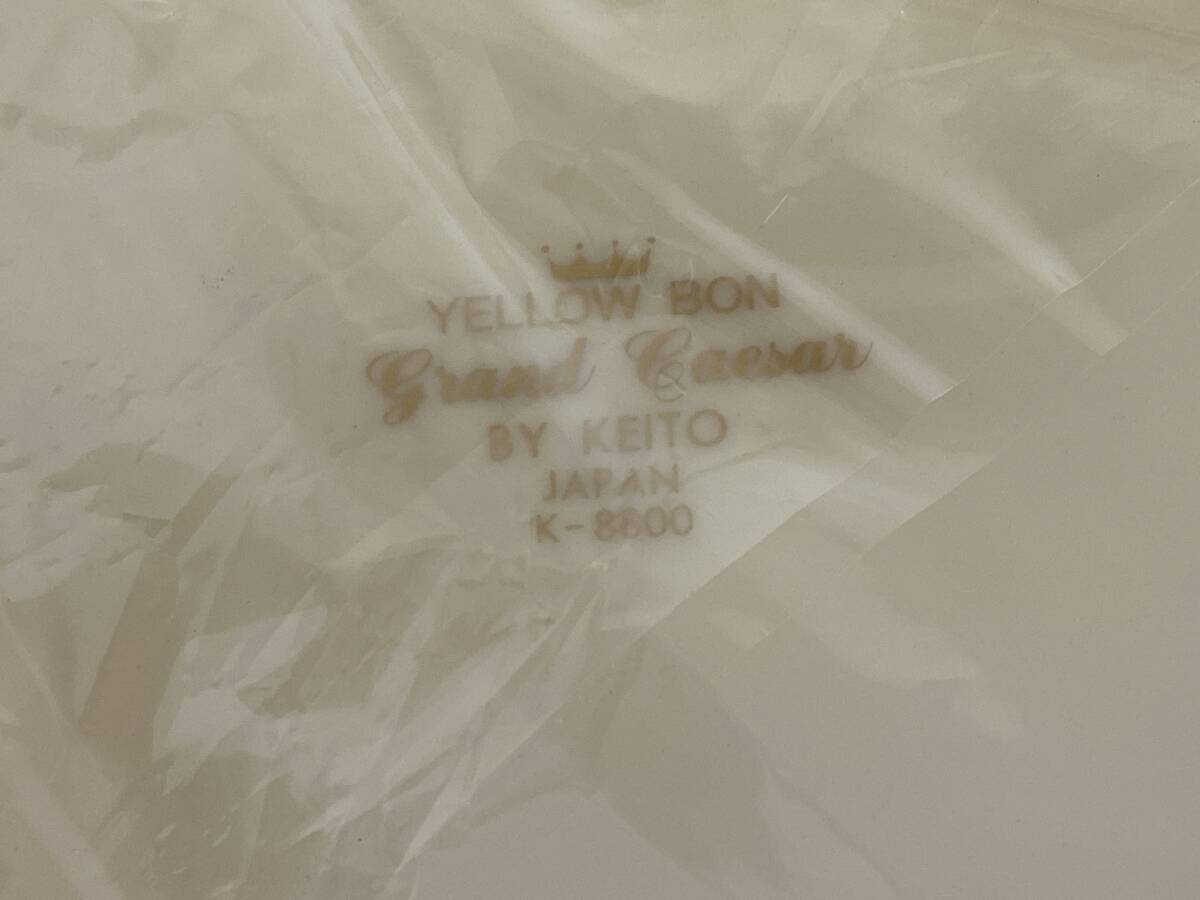 YELLOW BON
Grand Caesar
BY KEITO
JAPAN
K-8800